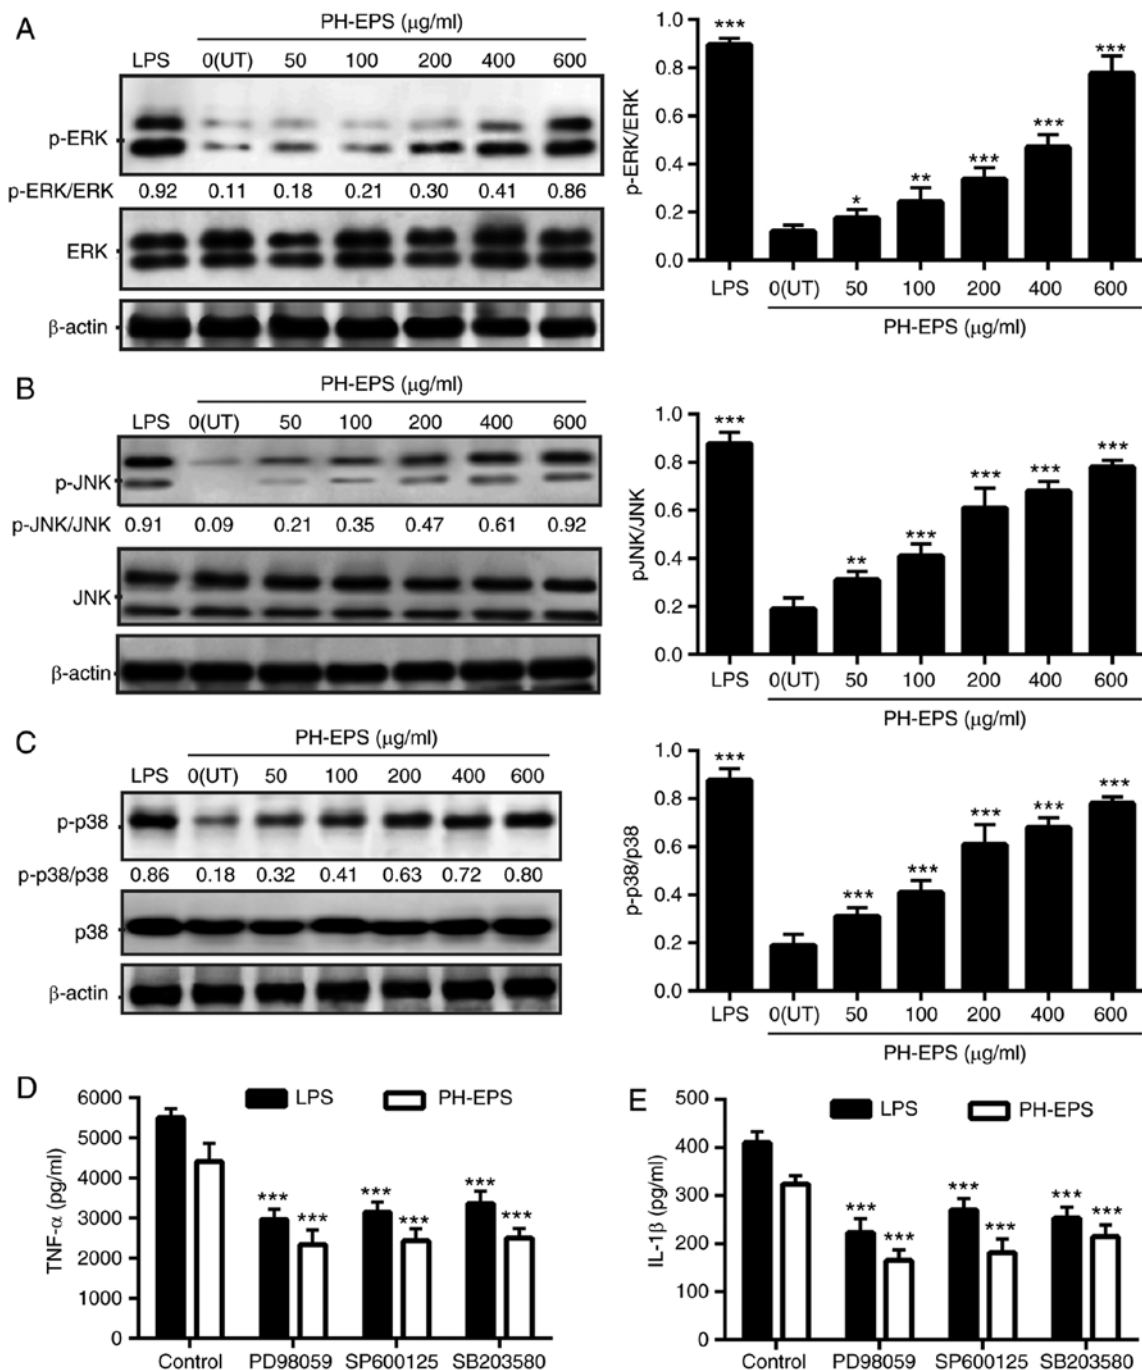 A
PH-EPS (μg/ml)
LPS 0(UT) 50 100 200 400 600
p-ERK
p-ERK/ERK 0.92 0.11 0.18 0.21 0.30 0.41 0.86
ERK
β-actin
p-ERK/ERK
1.0
0.8
0.6
0.4
0.2
0.0
*** * ** *** *** ***
LPS 0(UT) 50 100 200 400 600
PH-EPS (μg/ml)
B
PH-EPS (μg/ml)
LPS 0(UT) 50 100 200 400 600
p-JNK
p-JNK/JNK 0.91 0.09 0.21 0.35 0.47 0.61 0.92
JNK
β-actin
pJNK/JNK
1.0
0.8
0.6
0.4
0.2
0.0
*** ** *** *** *** ***
LPS 0(UT) 50 100 200 400 600
PH-EPS (μg/ml)
C
PH-EPS (μg/ml)
LPS 0(UT) 50 100 200 400 600
p-p38
p-p38/p38 0.86 0.18 0.32 0.41 0.63 0.72 0.80
p38
β-actin
p-p38/p38
1.0
0.8
0.6
0.4
0.2
0.0
*** *** *** *** *** ***
LPS 0(UT) 50 100 200 400 600
PH-EPS (μg/ml)
D
LPS PH-EPS
TNF-α (pg/ml)
6000
5000
4000
3000
2000
1000
0
*** *** *** *** *** ***
Control PD98059 SP600125 SB203580
E
LPS PH-EPS
IL-1β (pg/ml)
500
400
300
200
100
0
*** *** *** *** *** ***
Control PD98059 SP600125 SB203580